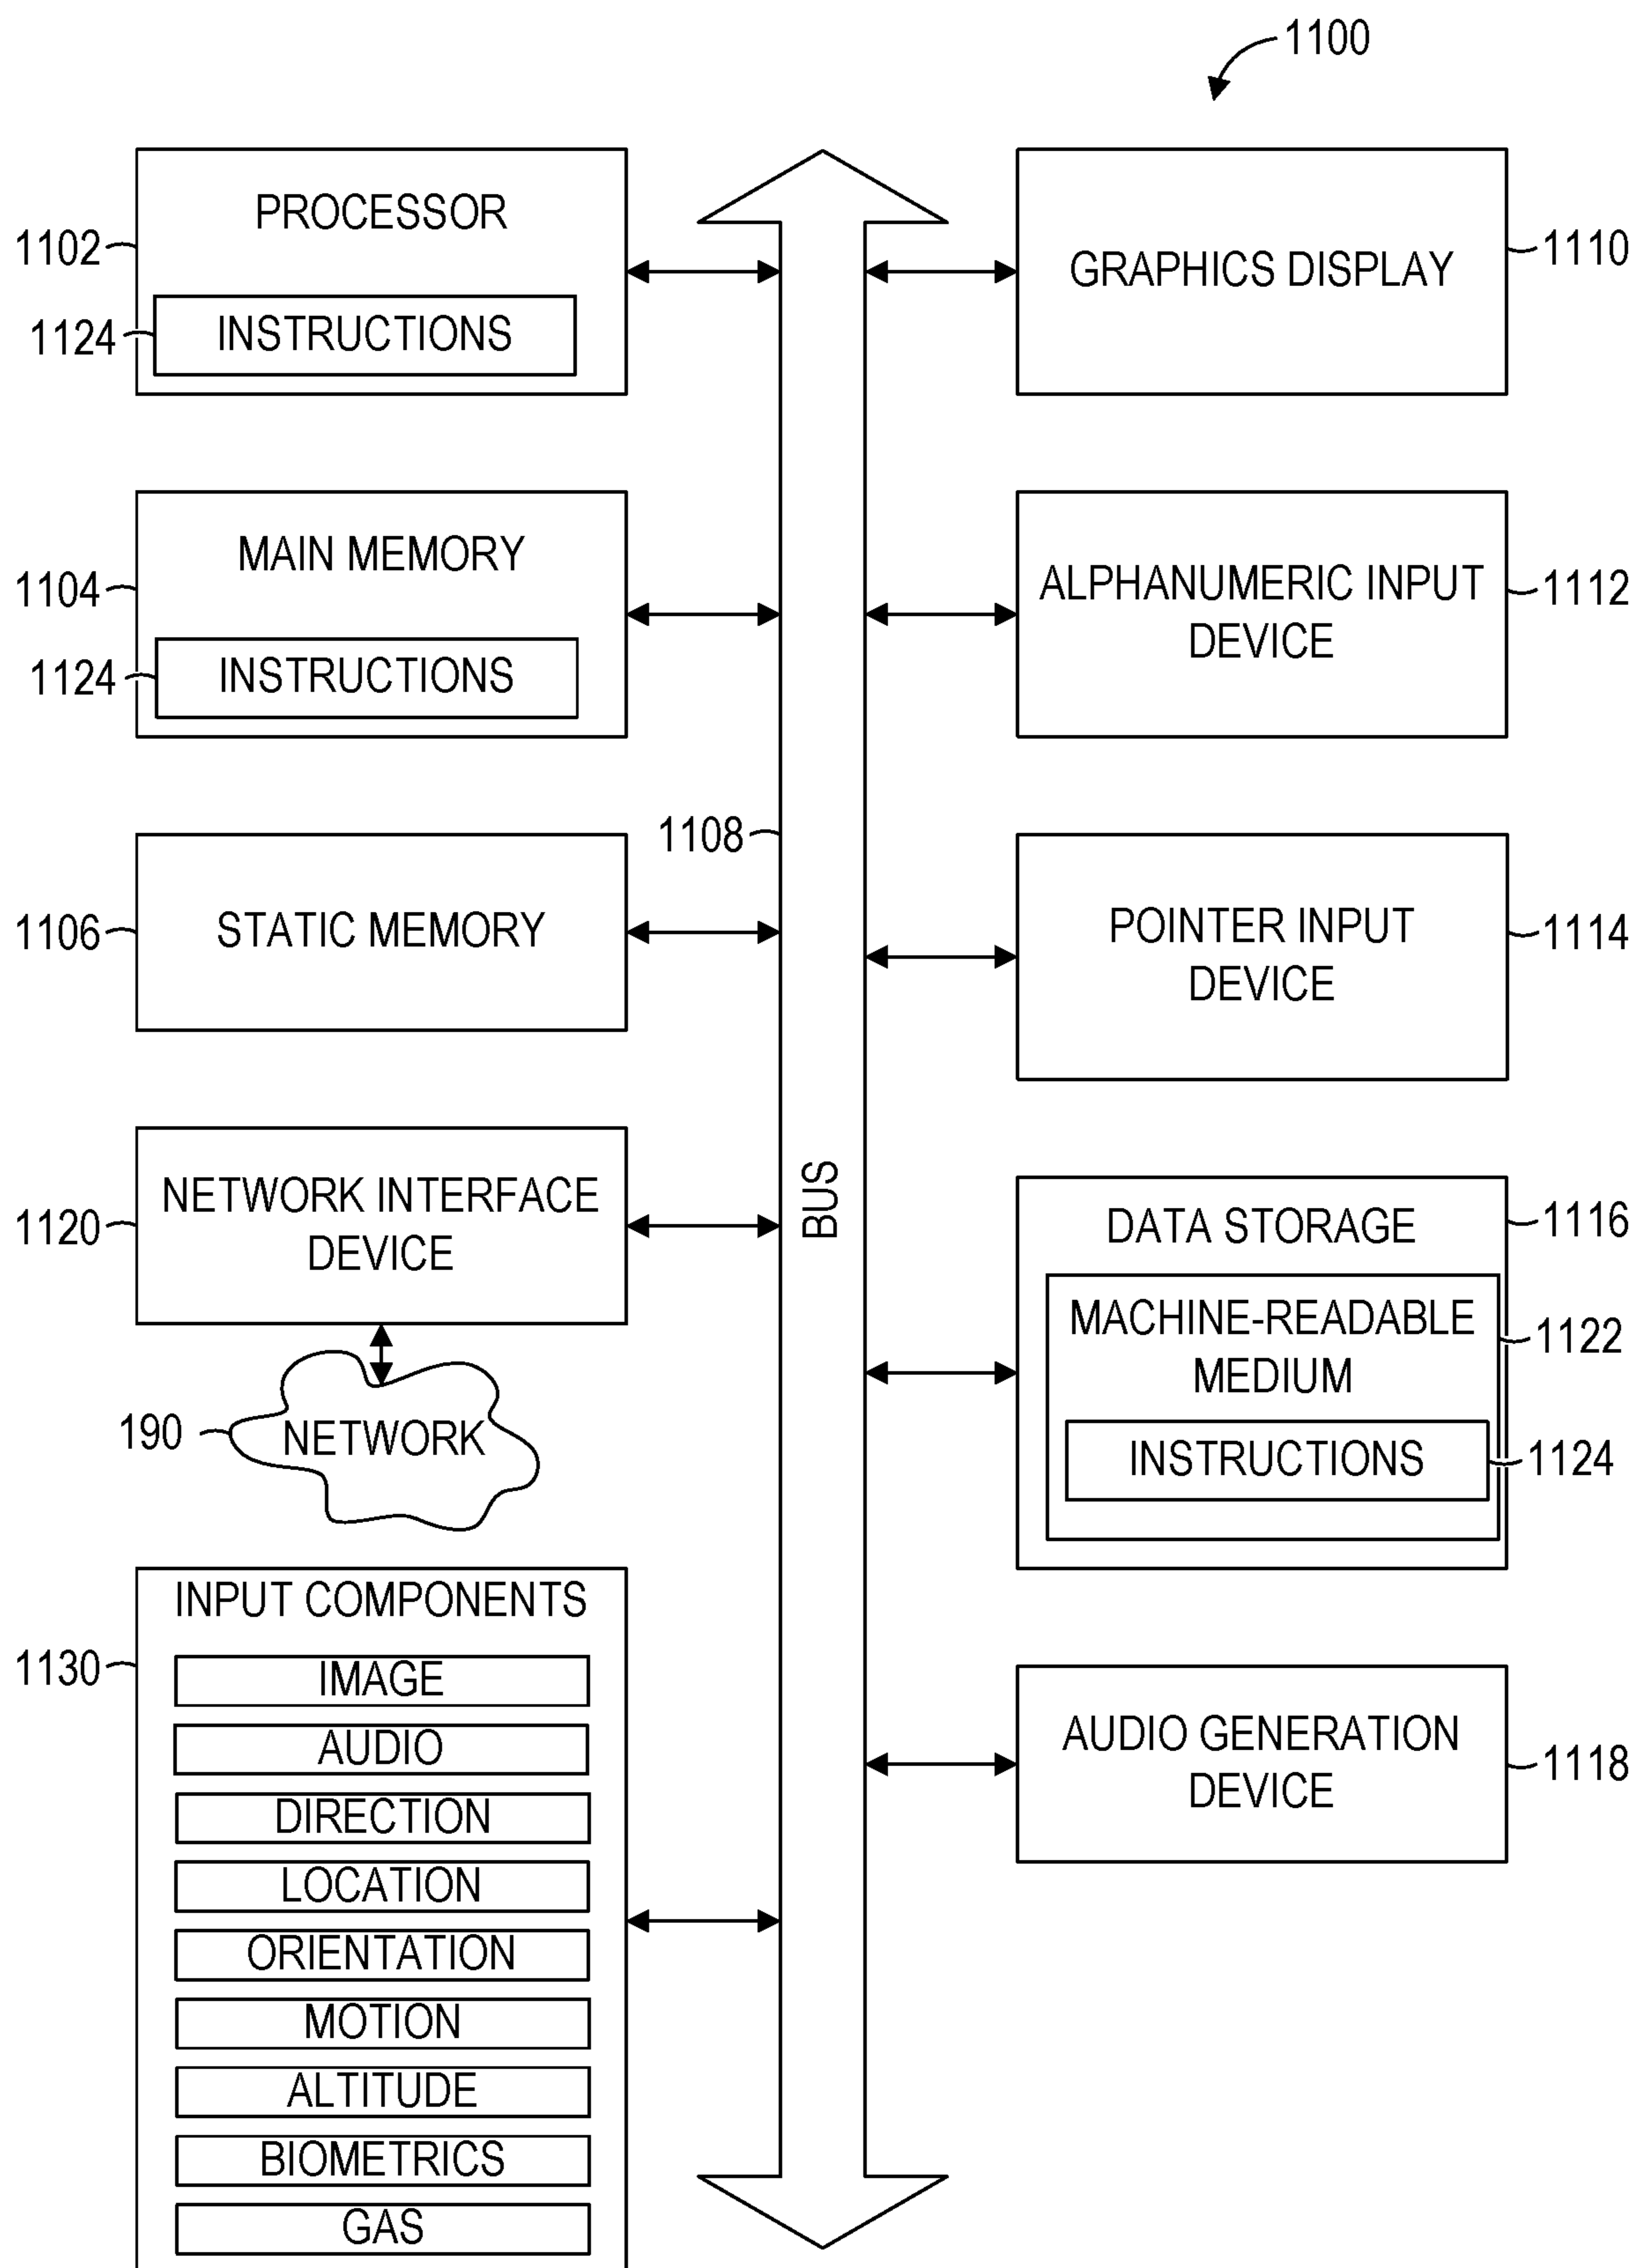 1100
PROCESSOR
1102
1124
INSTRUCTIONS
GRAPHICS DISPLAY
1110
MAIN MEMORY
1104
1124
INSTRUCTIONS
ALPHANUMERIC INPUT
DEVICE
1112
1108
STATIC MEMORY
1106
POINTER INPUT
DEVICE
1114
BUS
NETWORK INTERFACE
DEVICE
1120
190
NETWORK
DATA STORAGE
1116
MACHINE-READABLE
MEDIUM
1122
INSTRUCTIONS
1124
INPUT COMPONENTS
1130
IMAGE
AUDIO
DIRECTION
LOCATION
ORIENTATION
MOTION
ALTITUDE
BIOMETRICS
GAS
AUDIO GENERATION
DEVICE
1118